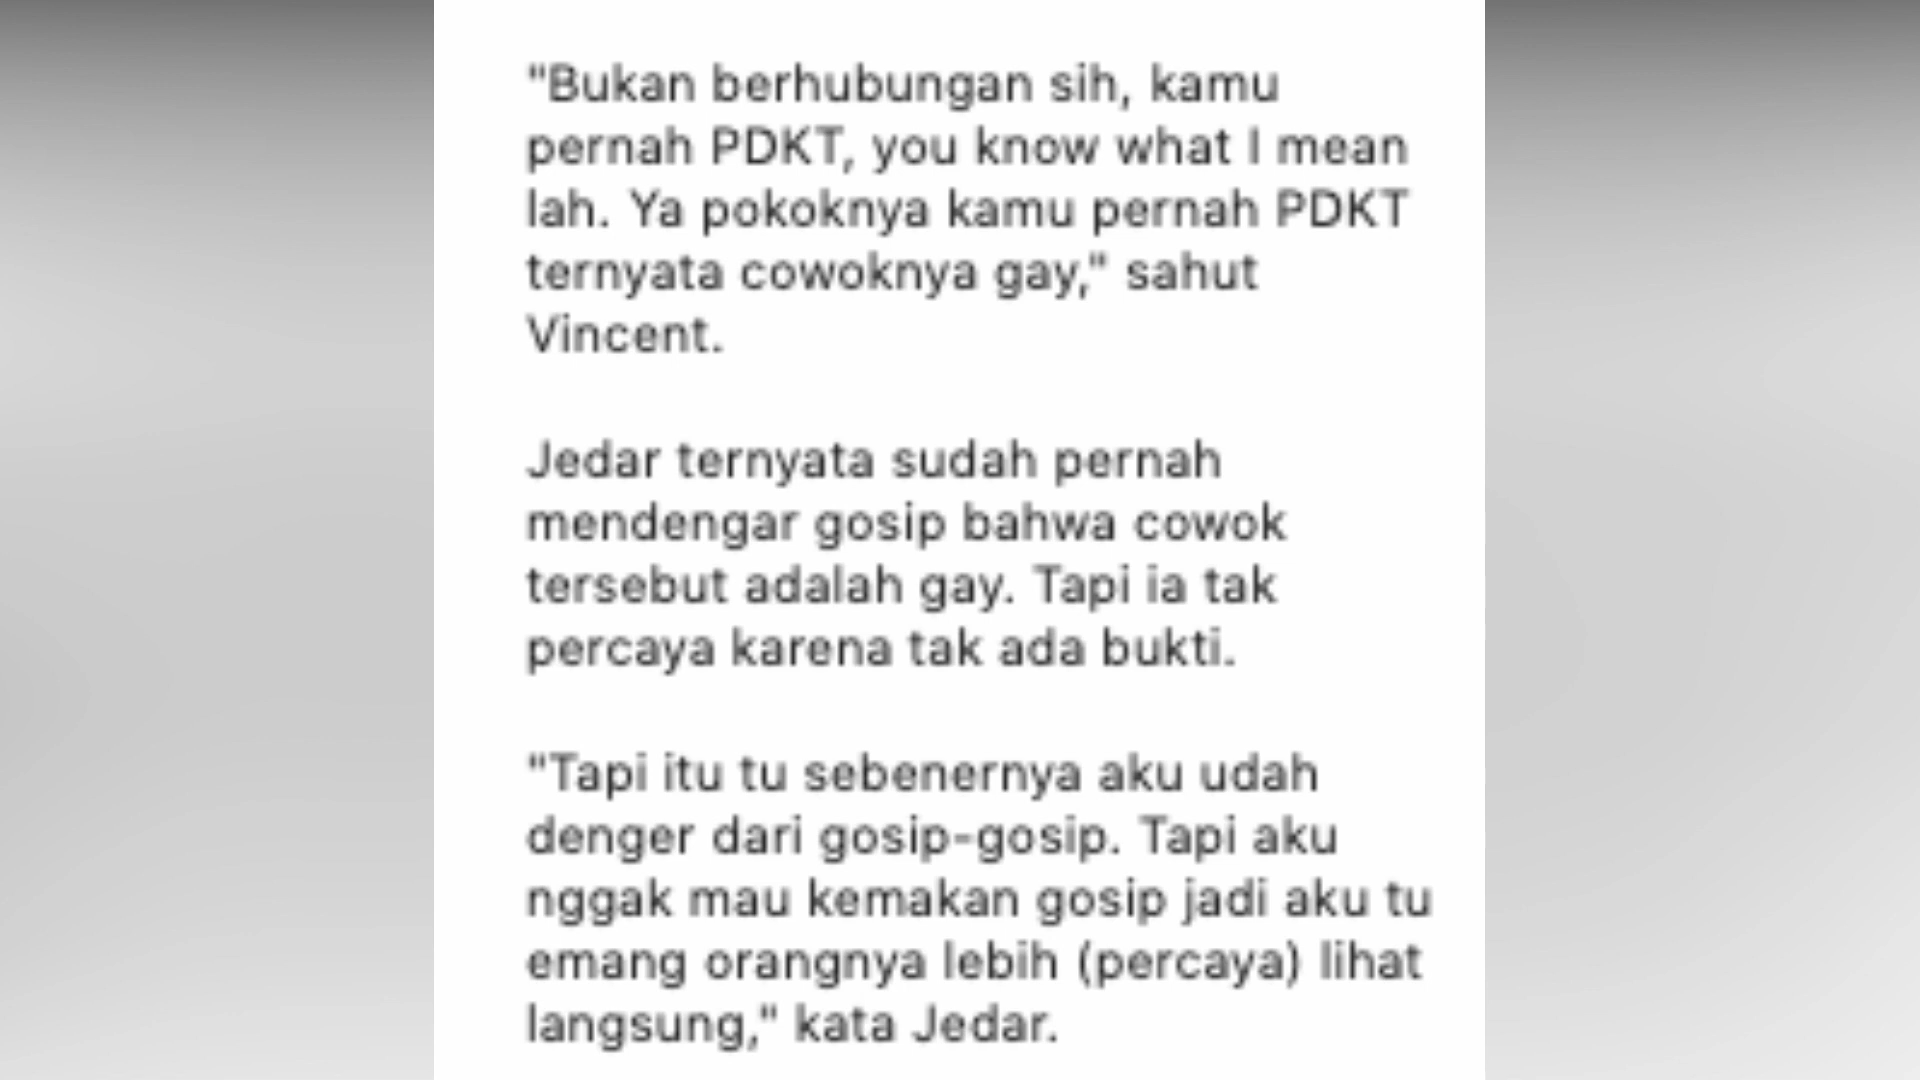 "Bukan berhubungan sih, kamu
pernah PDKT, you know what I mean
lah. Ya pokoknya kamu pernah PDKT
ternyata cowoknya gay," sahut
Vincent.
Jedar ternyata sudah pernah
mendengar gosip bahwa cowok
tersebut adalah gay. Tapi ia tak
percaya karena tak ada bukti.
"Tapi itu tu sebenernya aku udah
denger dari gosip-gosip. Tapi aku
nggak mau kemakan gosip jadi aku tu
emang orangnya lebih (percaya) lihat
langsung," kata Jedar.